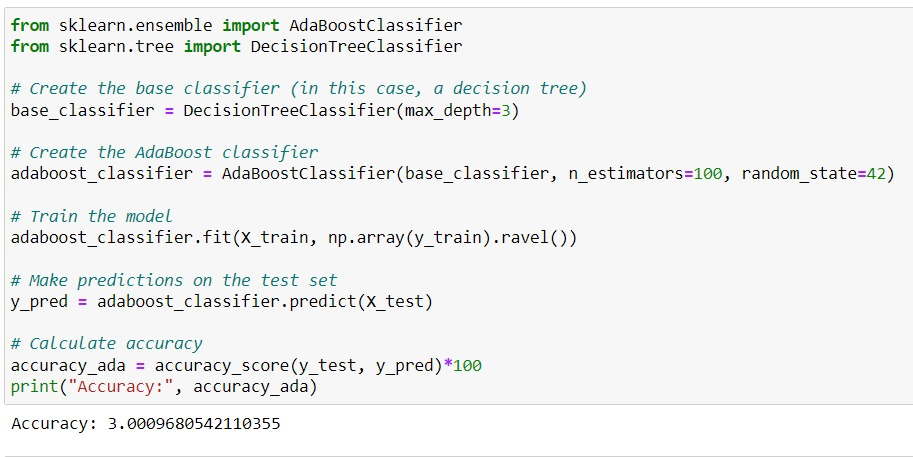 from sklearn.ensemble import AdaBoostClassifier
from sklearn.tree import DecisionTreeClassifier
# Create the base classifier (in this case, a decision tree)
base_classifier = DecisionTreeClassifier(max_depth=3)
# Create the AdaBoost classifier
adaboost_classifier = AdaBoostClassifier(base_classifier, n_estimators=100, random_state=42)
# Train the model
adaboost_classifier.fit(X_train, np.array(y_train).ravel())
# Make predictions on the test set
y_pred = adaboost_classifier.predict(X_test)
# Calculate accuracy
accuracy_ada = accuracy_score(y_test, y_pred)*100
print("Accuracy:", accuracy_ada)
Accuracy: 3.0009680542110355